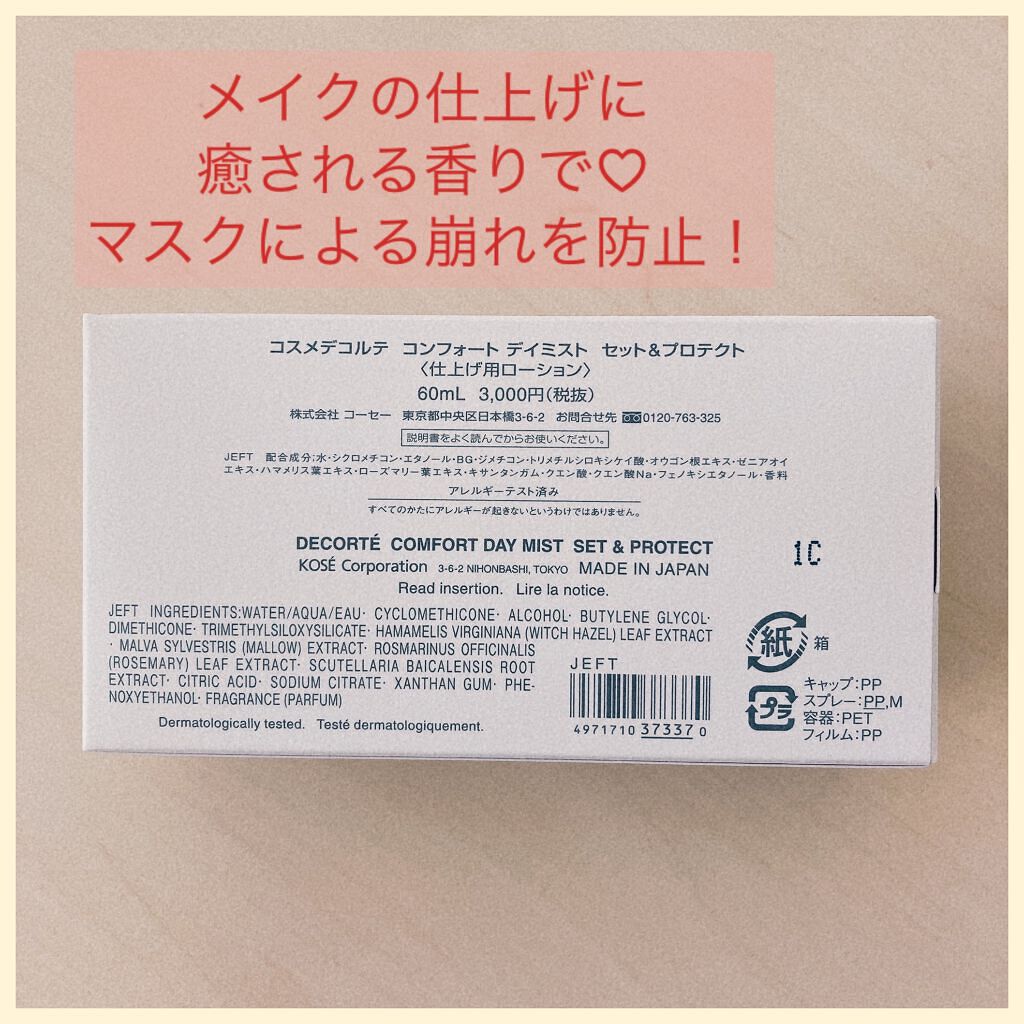 メイクの仕上げに
癒される香りで♡
マスクによる崩れを防止！
コスメデコルテ コンフォート デイミスト セット＆プロテクト
〈仕上げ用ローション〉
60mL 3,000円(税抜)
株式会社 コーセー 東京都中央区日本橋3-6-2 お問合せ先 0120-763-325
説明書をよく読んでからお使いください。
JEFT 配合成分:水・シクロメチコン・エタノール・BG・ジメチコン・トリメチルシロキシケイ酸・オウゴン根エキス・ゼニアオイ
エキス・ハマメリス葉エキス・ローズマリー葉エキス・キサンタンガム・クエン酸・クエン酸Na・フェノキシエタノール・香料
アレルギーテスト済み
すべてのかたにアレルギーが起きないというわけではありません。
DECORTÉ COMFORT DAY MIST SET & PROTECT
KOSÉ Corporation 3-6-2 NIHONBASHI, TOKYO MADE IN JAPAN
Read insertion. Lire la notice.
1C
JEFT INGREDIENTS:WATER/AQUA/EAU· CYCLOMETHICONE· ALCOHOL· BUTYLENE GLYCOL·
DIMETHICONE· TRIMETHYLSILOXYSILICATE· HAMAMELIS VIRGINIANA (WITCH HAZEL) LEAF EXTRACT
· MALVA SYLVESTRIS (MALLOW) EXTRACT· ROSMARINUS OFFICINALIS
(ROSEMARY) LEAF EXTRACT· SCUTELLARIA BAICALENSIS ROOT
EXTRACT· CITRIC ACID· SODIUM CITRATE· XANTHAN GUM· PHE-
NOXYETHANOL· FRAGRANCE (PARFUM)
Dermatologically tested. Testé dermatologiquement.
JEFT
4971710 37337 0
紙 箱
プラ
キャップ:PP
スプレー:PP,M
容器:PET
フィルム:PP